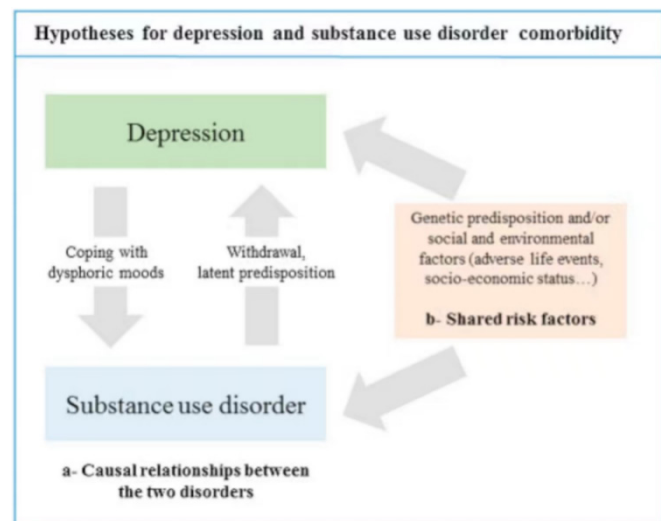 Hypotheses for depression and substance use disorder comorbidity
Depression
Coping with
dysphoric moods
Withdrawal,
latent predisposition
Genetic predisposition and/or
social and environmental
factors (adverse life events,
socio-economic status...)
b- Shared risk factors
Substance use disorder
a- Causal relationships between
the two disorders